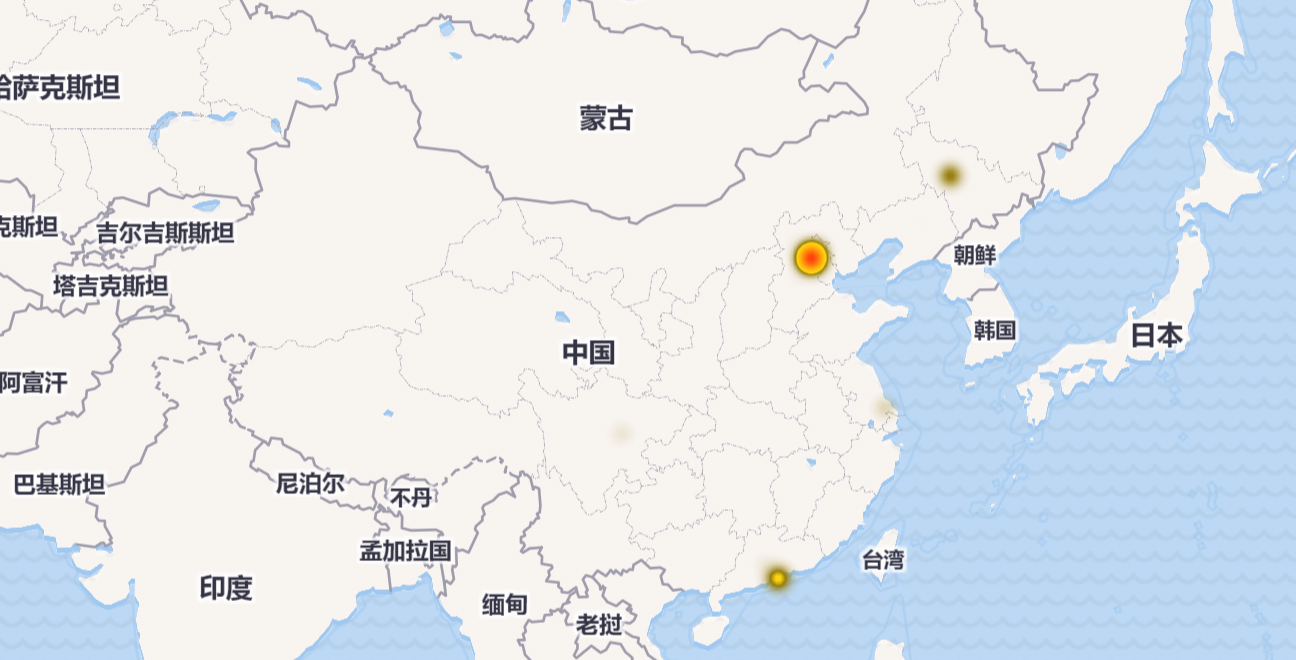 哈萨克斯坦
蒙古
克斯坦
吉尔吉斯斯坦
朝鲜
塔吉克斯坦
韩国
日本
中国
阿富汗
巴基斯坦
尼泊尔
不丹
孟加拉国
台湾
印度
缅甸
老挝